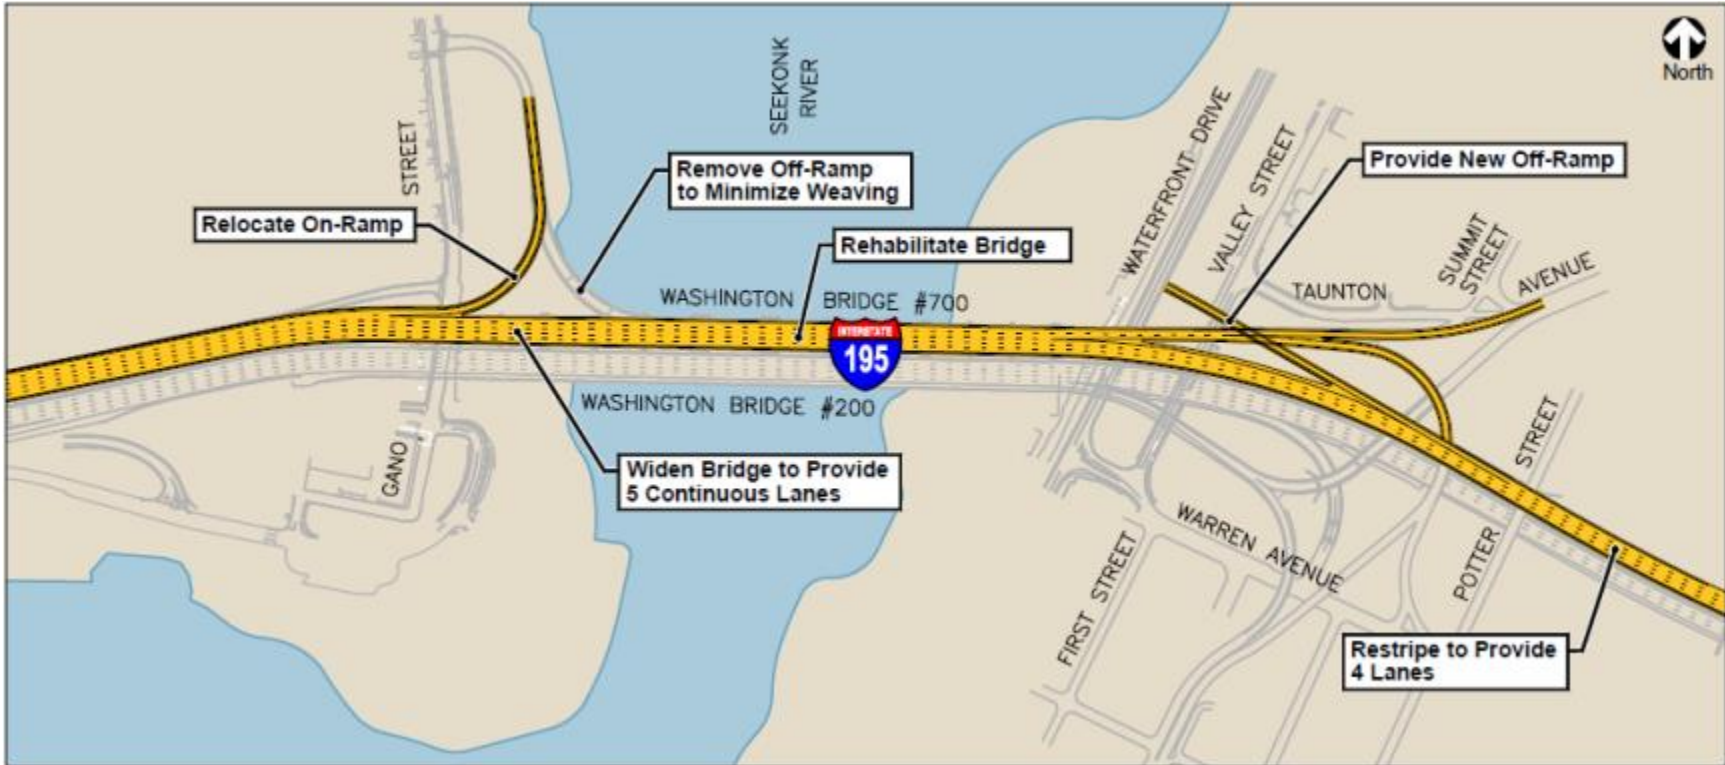 North
SEEKONK
RIVER
STREET
GANO
Relocate On-Ramp
Remove Off-Ramp
to Minimize Weaving
Rehabilitate Bridge
WASHINGTON BRIDGE #700
INTERSTATE
195
WASHINGTON BRIDGE #200
Widen Bridge to Provide
5 Continuous Lanes
WATERFRONT DRIVE
VALLEY STREET
Provide New Off-Ramp
TAUNTON AVENUE
SUMMIT
STREET
FIRST STREET
WARREN AVENUE
POTTER STREET
Restripe to Provide
4 Lanes